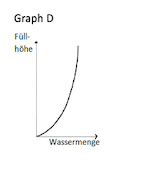 Graph D
Füll-
höhe
Wassermenge